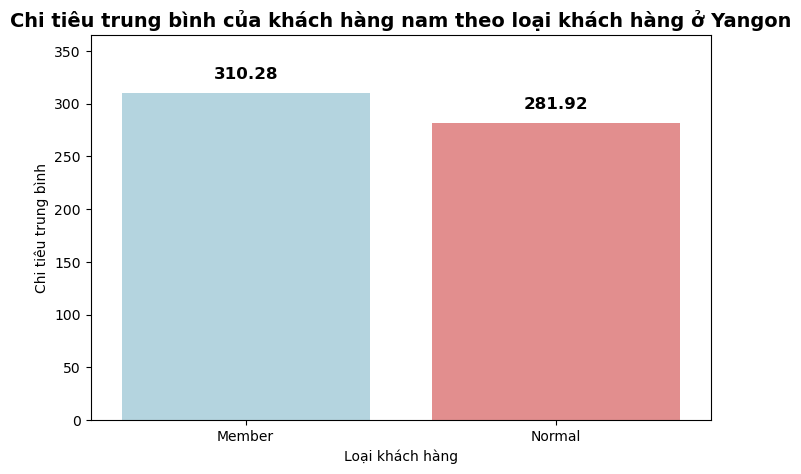 Chi tiêu trung bình của khách hàng nam theo loại khách hàng ở Yangon
350
300
250
200
150
100
50
0
Chi tiêu trung bình
310.28
281.92
Member
Normal
Loại khách hàng